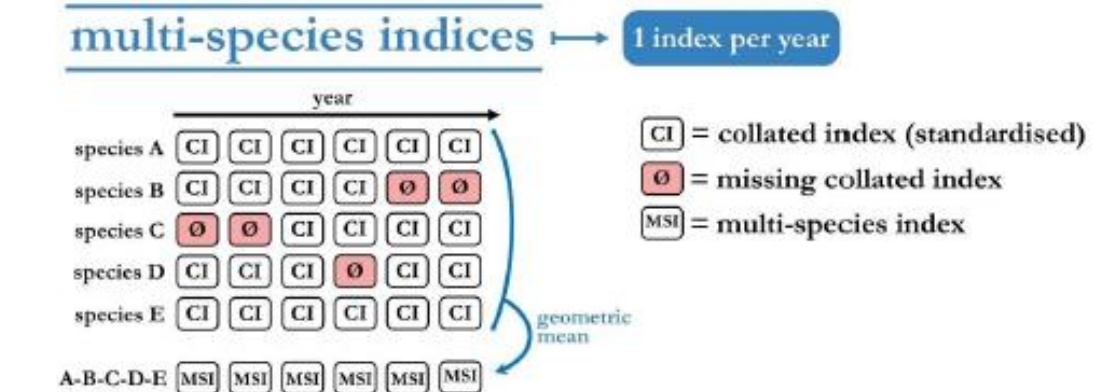 multi-species indices 1 index per year
year
species A CI CI CI CI CI CI
species B CI CI CI CI Ø Ø
species C Ø Ø CI CI CI CI
species D CI CI CI Ø CI CI
species E CI CI CI CI CI CI
A-B-C-D-E MSI MSI MSI MSI MSI MSI
geometric
mean
CI = collated index (standardised)
Ø = missing collated index
MSI = multi-species index